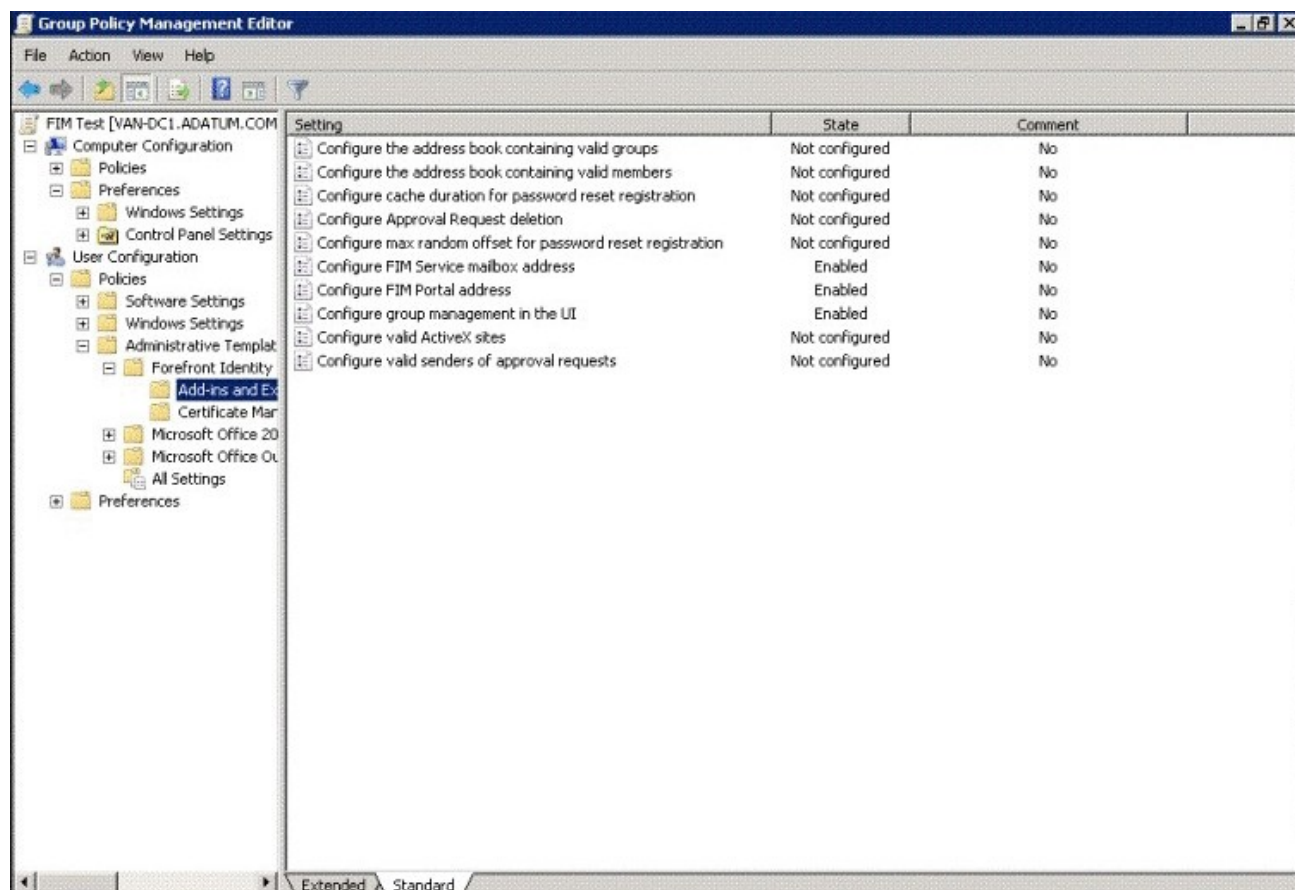 Group Policy Management Editor
File Action View Help
FIM Test [VAN-DC1.ADATUM.COM
Computer Configuration
Policies
Preferences
Windows Settings
Control Panel Settings
User Configuration
Policies
Software Settings
Windows Settings
Administrative Templat
Forefront Identity
Add-ins and Ex
Certificate Mar
Microsoft Office 20
Microsoft Office Ou
All Settings
Preferences
Setting State Comment
Configure the address book containing valid groups Not configured No
Configure the address book containing valid members Not configured No
Configure cache duration for password reset registration Not configured No
Configure Approval Request deletion Not configured No
Configure max random offset for password reset registration Not configured No
Configure FIM Service mailbox address Enabled No
Configure FIM Portal address Enabled No
Configure group management in the UI Enabled No
Configure valid ActiveX sites Not configured No
Configure valid senders of approval requests Not configured No
Extended Standard